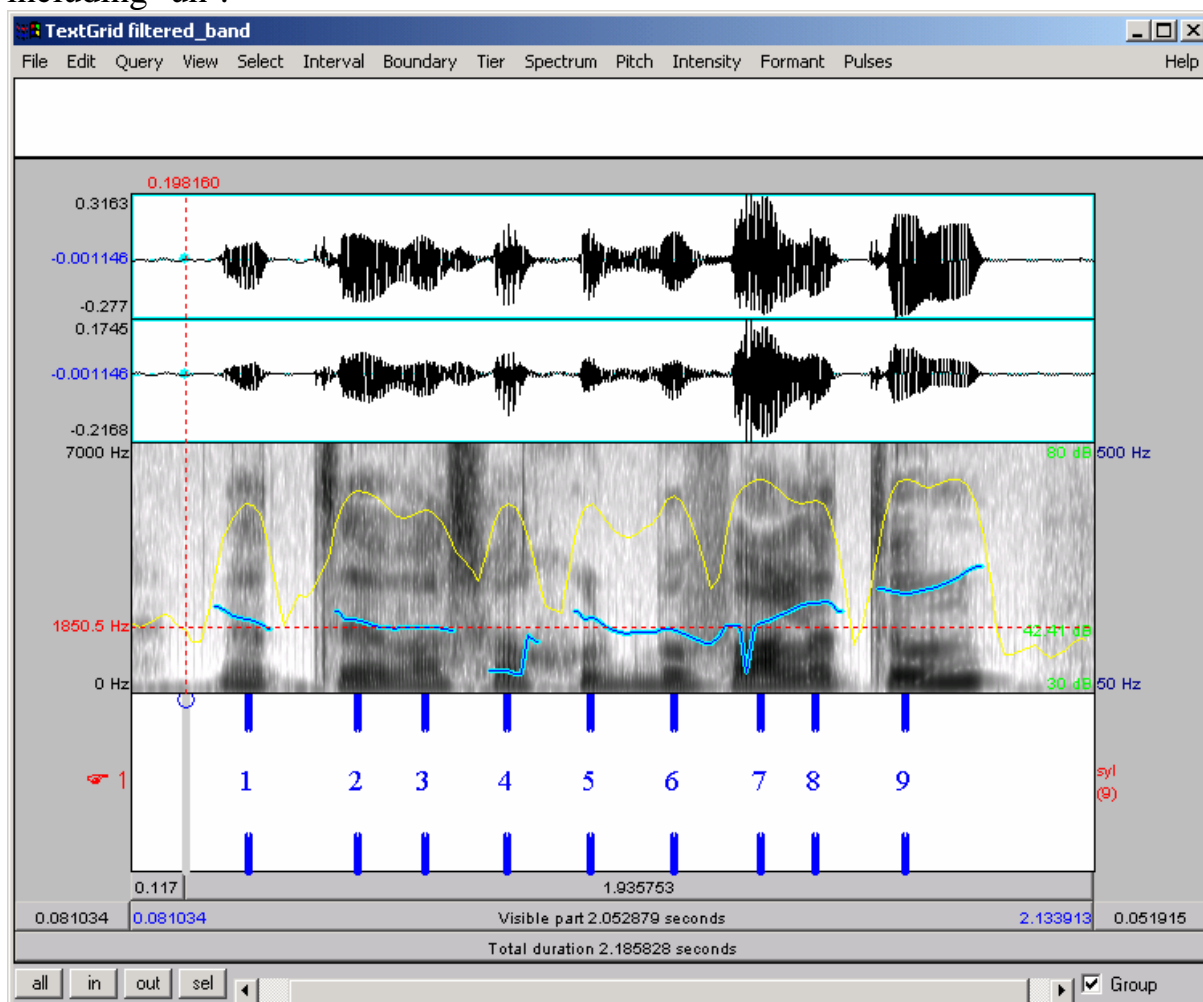 including "uh".
TextGrid filtered_band
File Edit Query View Select Interval Boundary Tier Spectrum Pitch Intensity Formant Pulses Help
0.198160
0.3163
-0.001146
-0.277
0.1745
-0.001146
-0.2168
7000 Hz 80 dB 500 Hz
1850.5 Hz 42.41 dB
0 Hz 30 dB 50 Hz
1 1 2 3 4 5 6 7 8 9 syl
(9)
0.117 1.935753
0.081034 0.081034 Visible part 2.052879 seconds 2.133913 0.051915
Total duration 2.185828 seconds
all in out sel Group